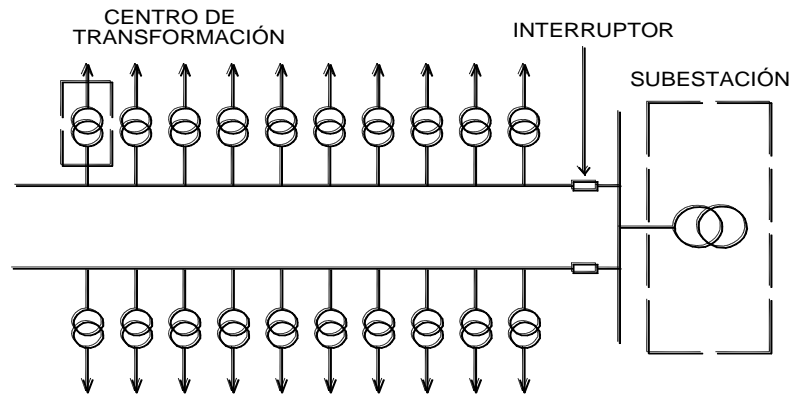 CENTRO DE
TRANSFORMACIÓN
INTERRUPTOR
SUBESTACIÓN